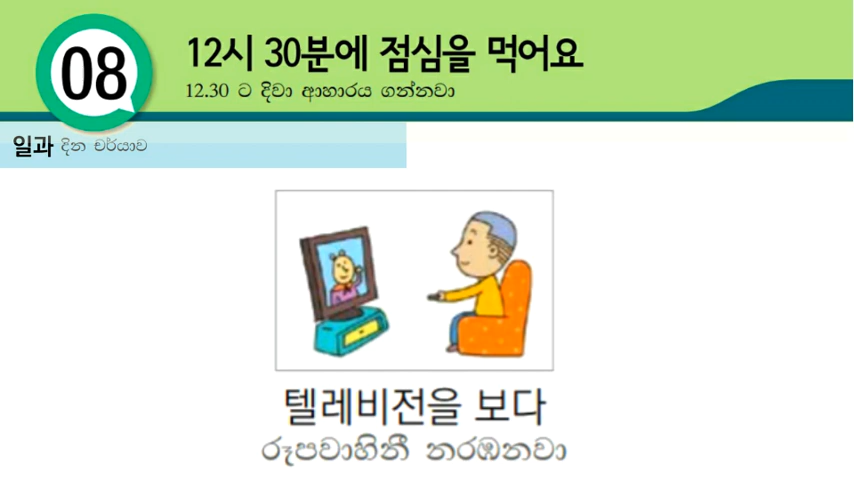 08
12시 30분에 점심을 먹어요
12.30 ට දිවා ආහාරය ගන්නවා
일과 දින චර්යාව
텔레비전을 보다
රූපවාහිනී නරඹනවා